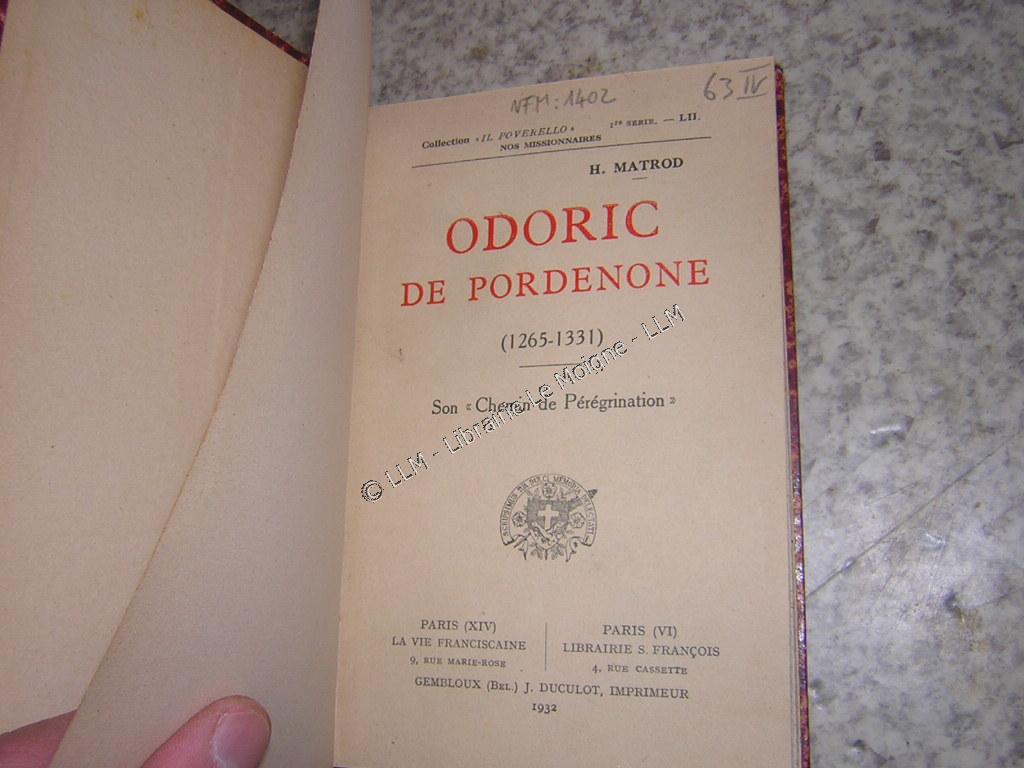 NFM: 1402
63 IV
Collection « IL POVERELLO » 1re SÉRIE. — LII.
NOS MISSIONNAIRES
H. MATROD
ODORIC
DE PORDENONE
(1265-1331)
Son « Chemin de Pérégrination »
© LLM - Librairie Le Moigne - LLM
PARIS (XIV)
LA VIE FRANCISCAINE
9, RUE MARIE-ROSE
PARIS (VI)
LIBRAIRIE S. FRANÇOIS
4, RUE CASSETTE
GEMBLOUX (BEL.) J. DUCULOT, IMPRIMEUR
1932